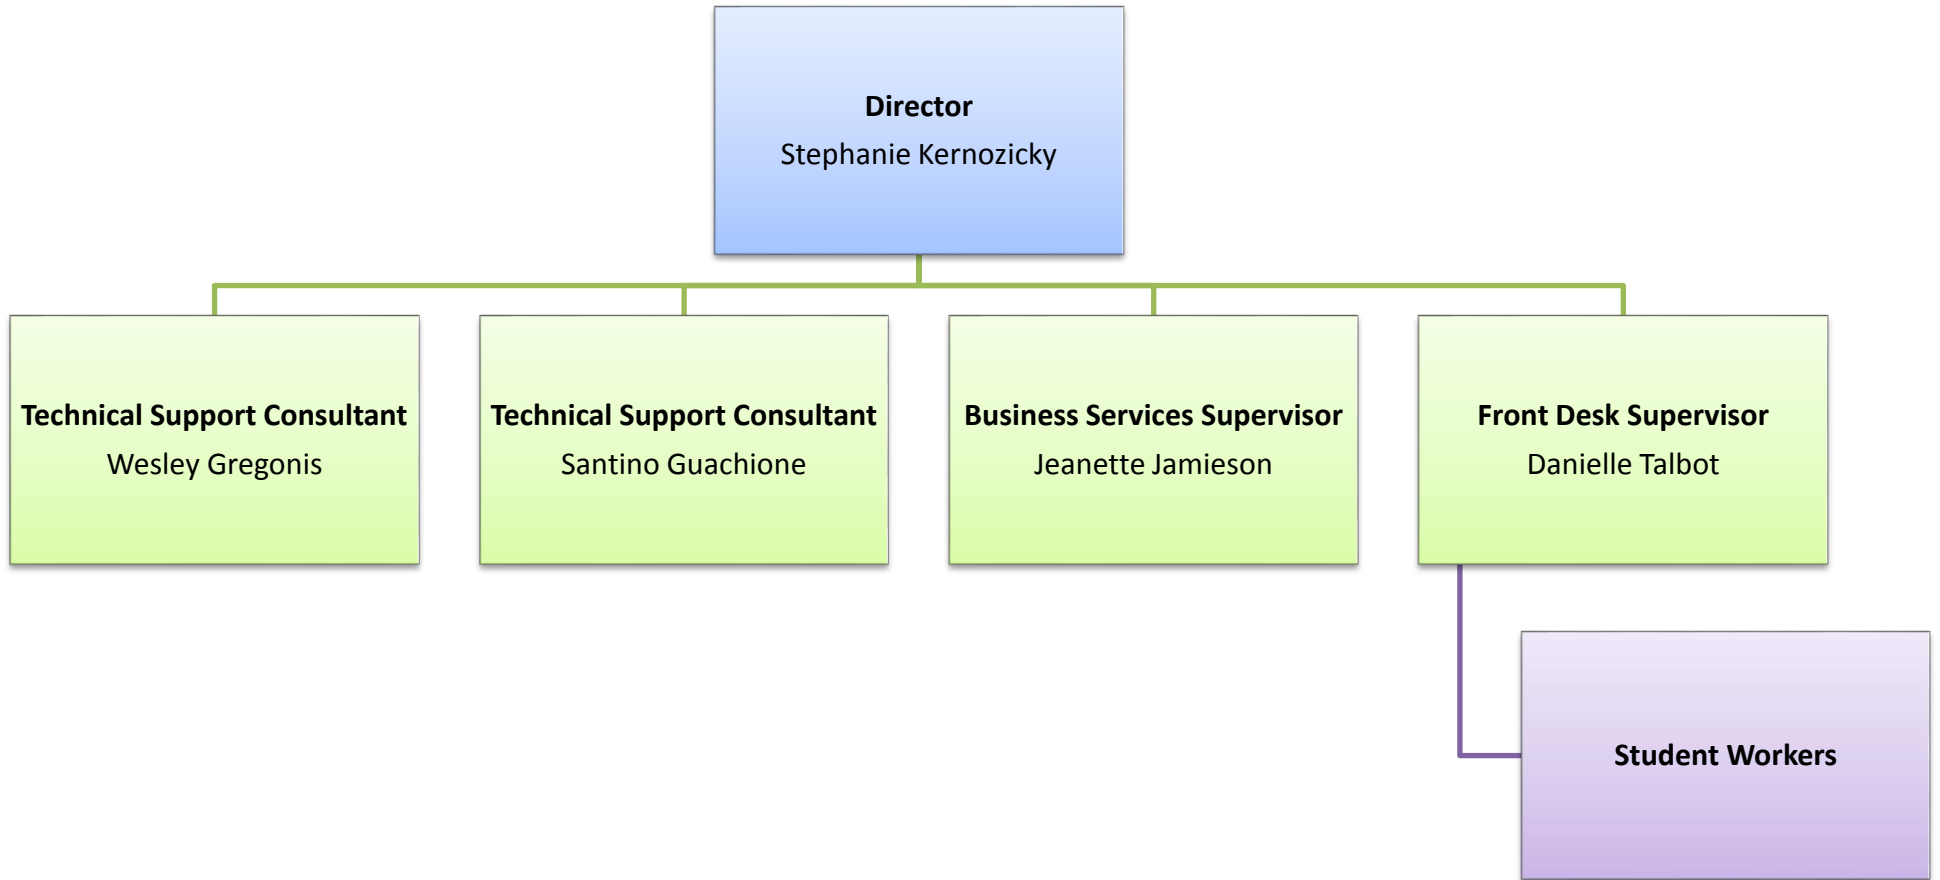 Director
Stephanie Kernozicky
Technical Support Consultant
Wesley Gregonis
Technical Support Consultant
Santino Guachione
Business Services Supervisor
Jeanette Jamieson
Front Desk Supervisor
Danielle Talbot
Student Workers